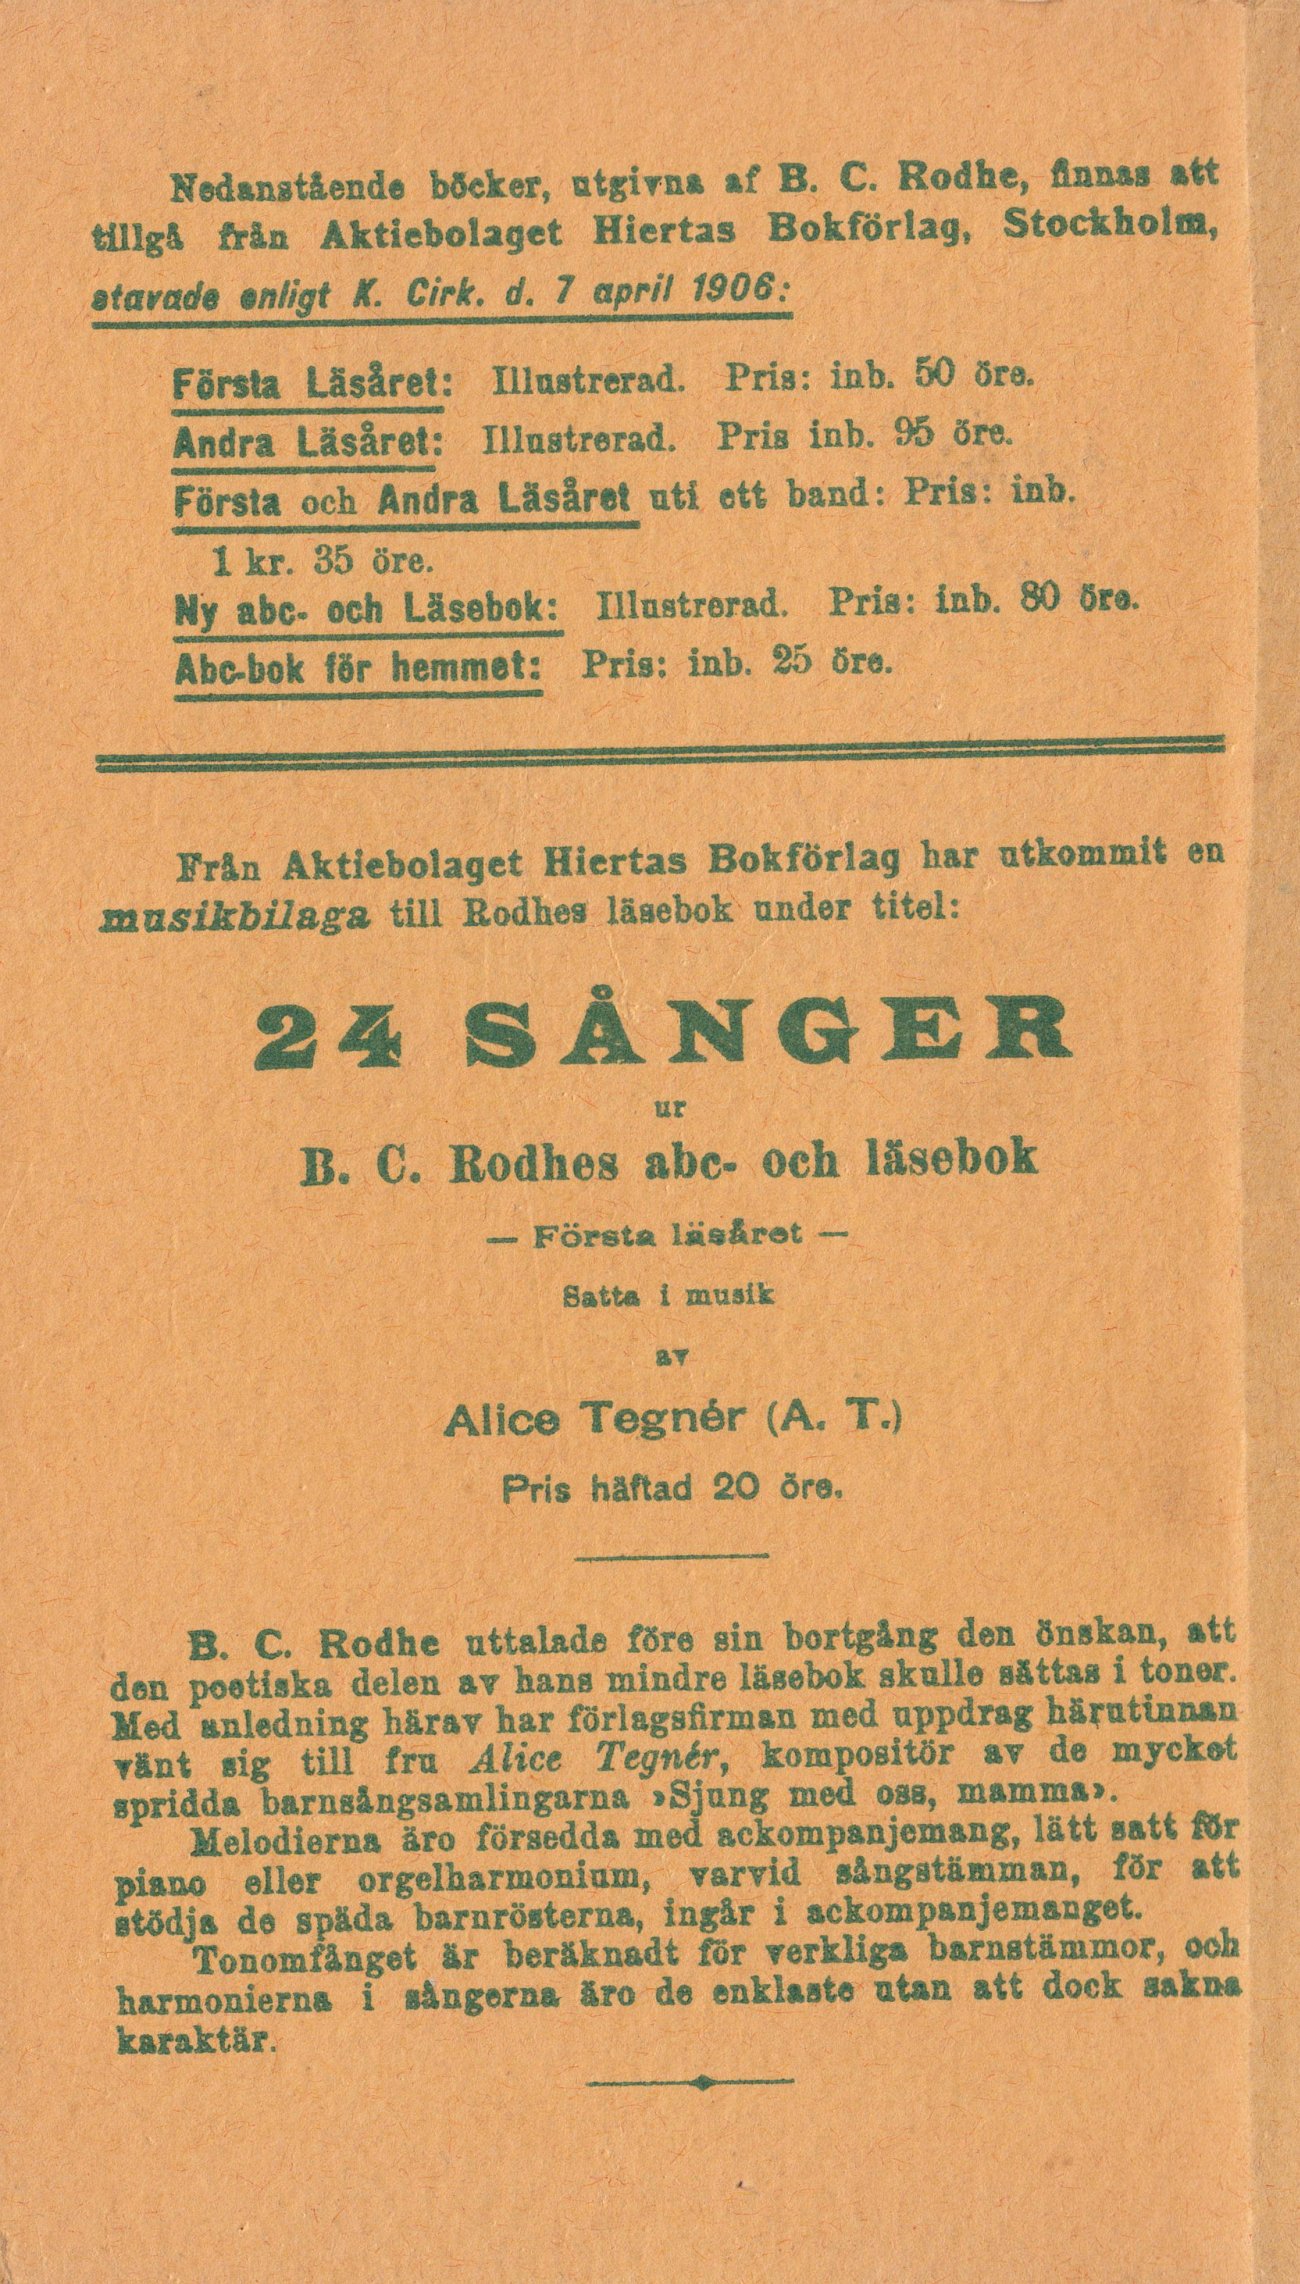 Nedanstående böcker, utgivna af B. C. Rodhe, finnas att
tillgå från Aktiebolaget Hiertas Bokförlag, Stockholm,
stavade enligt K. Cirk. d. 7 april 1906:
Första Läsåret: Illustrerad. Pris: inb. 50 öre.
Andra Läsåret: Illustrerad. Pris inb. 95 öre.
Första och Andra Läsåret uti ett band: Pris: inb.
1 kr. 35 öre.
Ny abc- och Läsebok: Illustrerad. Pris: inb. 80 öre.
Abc-bok för hemmet: Pris: inb. 25 öre.
Från Aktiebolaget Hiertas Bokförlag har utkommit en
musikbilaga till Rodhes läsebok under titel:
24 SÅNGER
ur
B. C. Rodhes abc- och läsebok
— Första läsåret —
Satta i musik
av
Alice Tegnér (A. T.)
Pris häftad 20 öre.
B. C. Rodhe uttalade före sin bortgång den önskan, att
den poetiska delen av hans mindre läsebok skulle sättas i toner.
Med anledning härav har förlagsfirman med uppdrag härutinnan
vänt sig till fru Alice Tegnér, kompositör av de mycket
spridda barnsångsamlingarna »Sjung med oss, mamma».
Melodierna äro försedda med ackompanjemang, lätt satt för
piano eller orgelharmonium, varvid sångstämman, för att
stödja de späda barnrösterna, ingår i ackompanjemanget.
Tonomfånget är beräknadt för verkliga barnstämmor, och
harmonierna i sångerna äro de enklaste utan att dock sakna
karaktär.